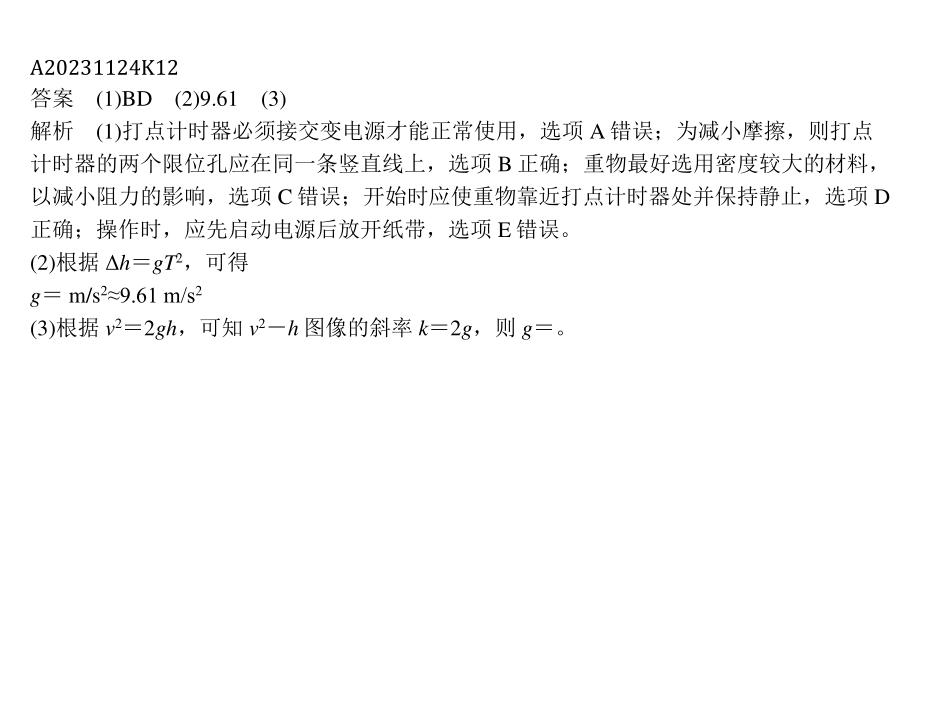 A20231124K12
答案　(1)BD　(2)9.61　(3)
解析　(1)打点计时器必须接交变电源才能正常使用，选项 A 错误；为减小摩擦，则打点
计时器的两个限位孔应在同一条竖直线上，选项 B 正确；重物最好选用密度较大的材料，
以减小阻力的影响，选项 C 错误；开始时应使重物靠近打点计时器处并保持静止，选项 D
正确；操作时，应先启动电源后放开纸带，选项 E 错误。
(2)根据 Δh＝gT²，可得
g＝ m/s²≈9.61 m/s²
(3)根据 v²＝2gh，可知 v²－h 图像的斜率 k＝2g，则 g＝。